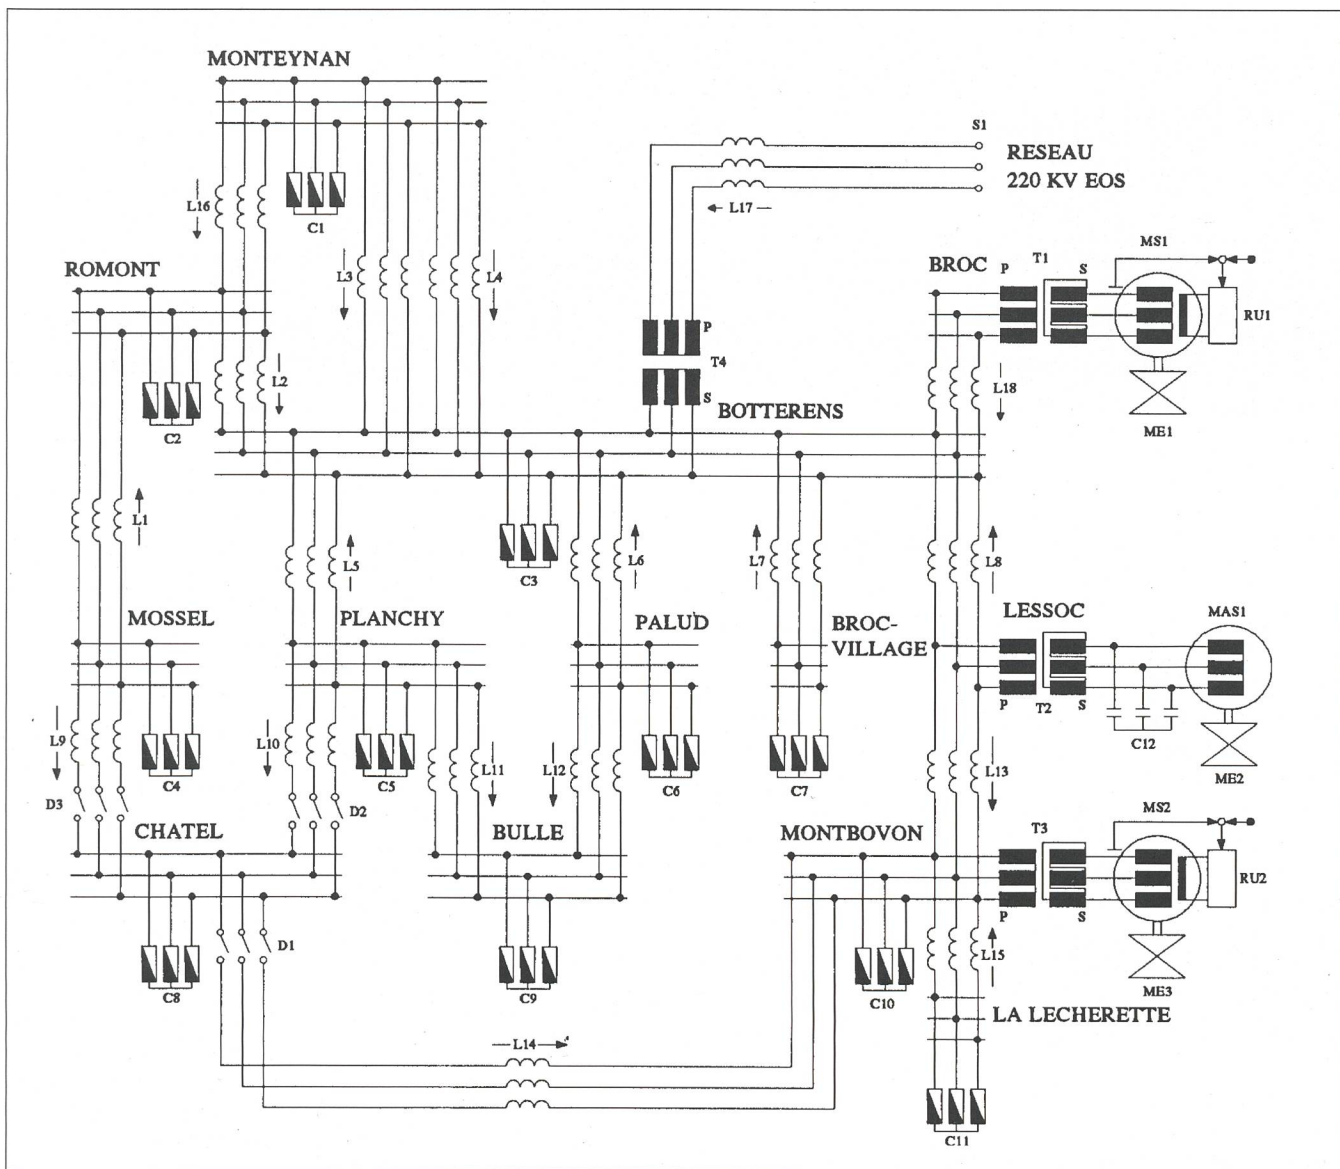 MONTEYNAN
S1
RESEAU
220 KV EOS
L16
C1
L17
L3
L4
ROMONT
BROC
P
T1
S
MS1
RU1
P
T4
S
L2
L18
ME1
C2
BOTTERENS
L1
L5
C3
L6
L7
L8
MOSSEL
PLANCHY
PALUD
BROC-
VILLAGE
LESSOC
MAS1
P
T2
S
C12
L9
L10
L11
L12
L13
C4
C5
C6
C7
ME2
D3
D2
CHATEL
BULLE
MONTBOVON
T3
MS2
RU2
P
S
D1
L15
C8
C9
C10
ME3
LA LECHERETTE
L14
C11